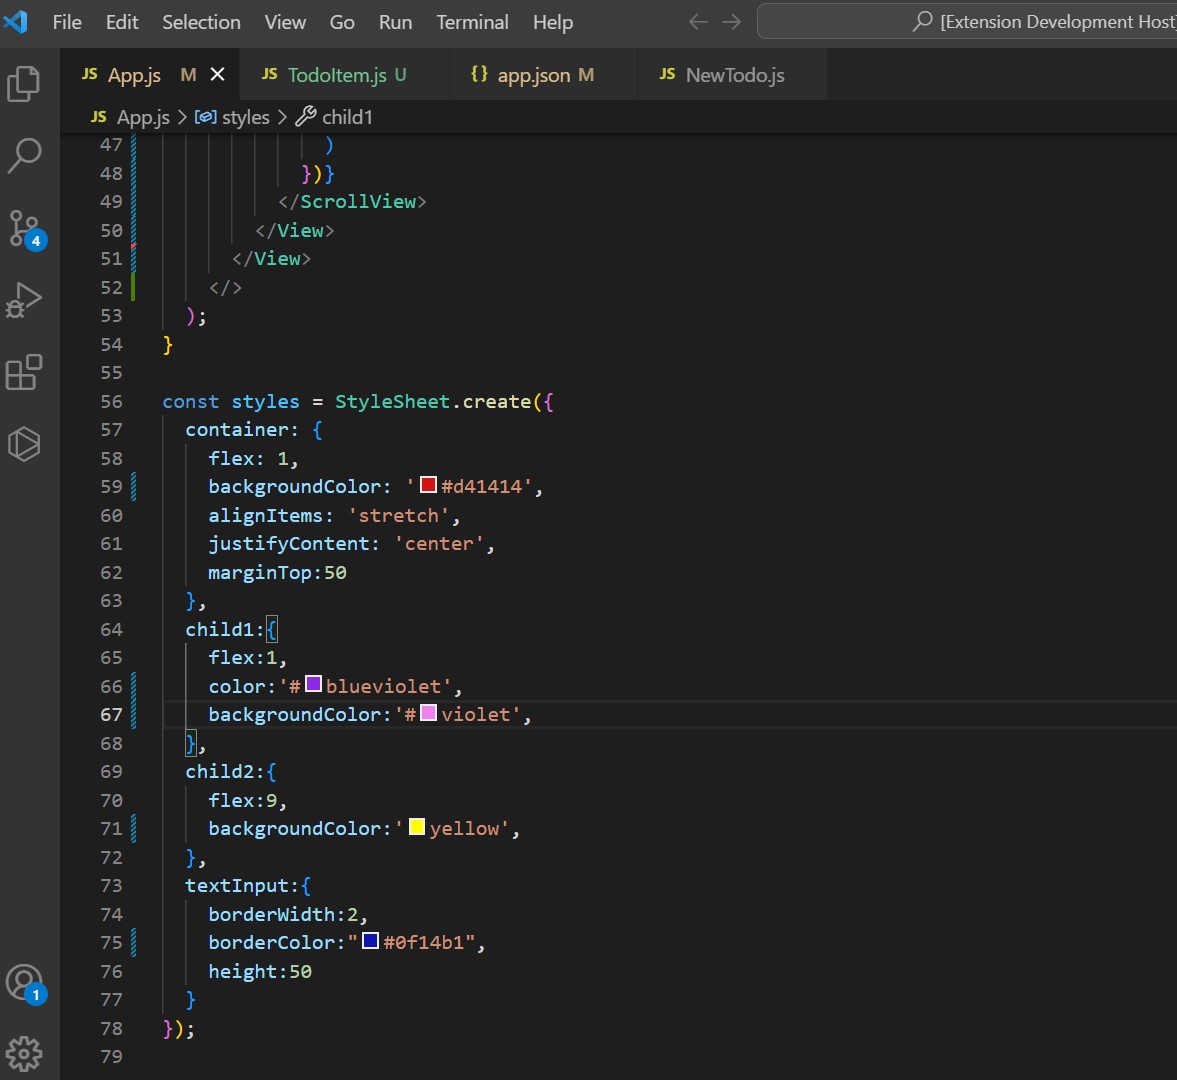 File Edit Selection View Go Run Terminal Help [Extension Development Host]
JS App.js M JS TodoItem.js U {} app.json M JS NewTodo.js
JS App.js > styles > child1
47 )
48 })}
49 </ScrollView>
50 </View>
51 </View>
52 </>
53 );
54 }
55
56 const styles = StyleSheet.create({
57 container: {
58 flex: 1,
59 backgroundColor: '#d41414',
60 alignItems: 'stretch',
61 justifyContent: 'center',
62 marginTop:50
63 },
64 child1:{
65 flex:1,
66 color:'#blueviolet',
67 backgroundColor:'#violet',
68 },
69 child2:{
70 flex:9,
71 backgroundColor:'yellow',
72 },
73 textInput:{
74 borderWidth:2,
75 borderColor:"#0f14b1",
76 height:50
77 }
78 });
79
4
1